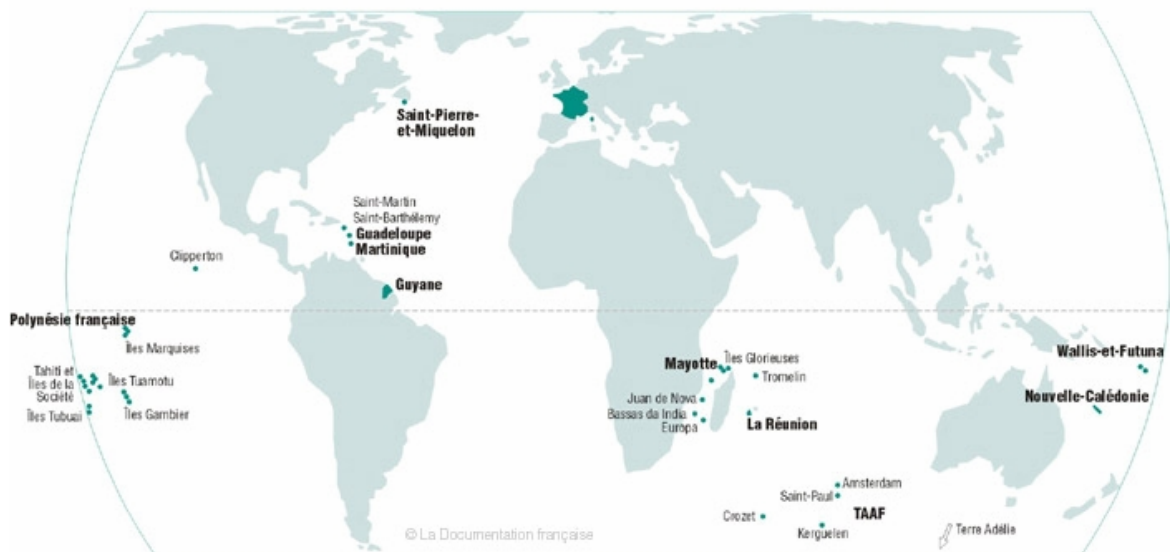 Saint-Pierre-
et-Miquelon
Saint-Martin
Saint-Barthélemy
Guadeloupe
Martinique
Clipperton
Guyane
Polynésie française
Îles Marquises
Tahiti et
Îles de la
Société
Îles Tuamotu
Îles Tubuai
Îles Gambier
Mayotte
Îles Glorieuses
Tromelin
Juan de Nova
Bassas da India
Europa
La Réunion
Wallis-et-Futuna
Nouvelle-Calédonie
Amsterdam
Saint-Paul
TAAF
Crozet
Kerguelen
Terre Adélie
© La Documentation française